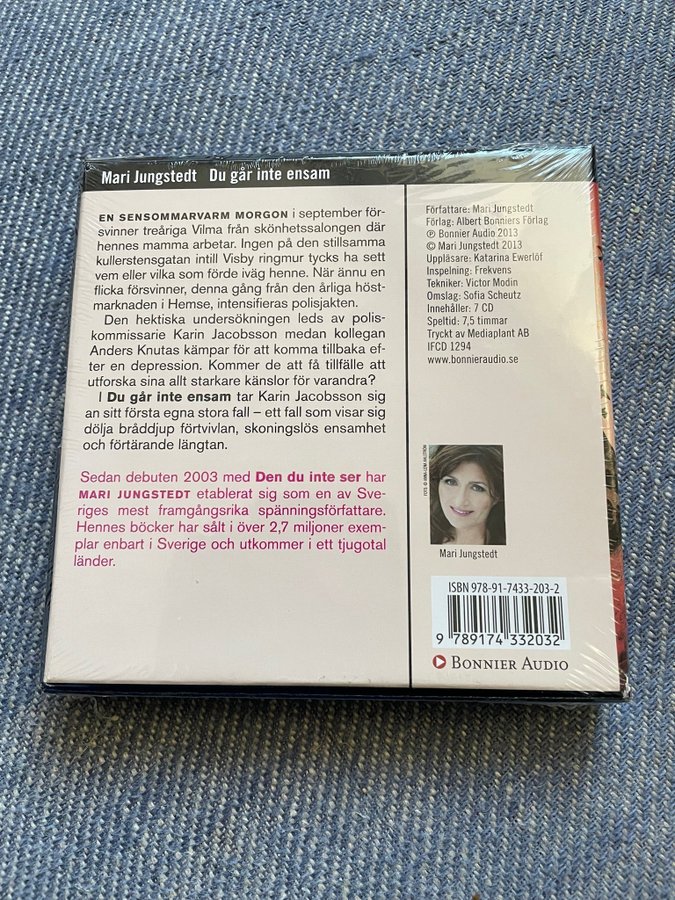 Mari Jungstedt Du går inte ensam
EN SENSOMMARVARM MORGON i september för-
svinner treåriga Vilma från skönhetssalongen där
hennes mamma arbetar. Ingen på den stillsamma
kullerstensgatan intill Visby ringmur tycks ha sett
vem eller vilka som förde iväg henne. När ännu en
flicka försvinner, denna gång från den årliga höst-
marknaden i Hemse, intensifieras polisjakten.
Den hektiska undersökningen leds av polis-
kommissarie Karin Jacobsson medan kollegan
Anders Knutas kämpar för att komma tillbaka ef-
ter en depression. Kommer de att få tillfälle att
utforska sina allt starkare känslor för varandra?
I Du går inte ensam tar Karin Jacobsson sig
an sitt första egna stora fall – ett fall som visar sig
dölja bråddjup förtvivlan, skoningslös ensamhet
och förtärande längtan.
Sedan debuten 2003 med Den du inte ser har
MARI JUNGSTEDT etablerat sig som en av Sve-
riges mest framgångsrika spänningsförfattare.
Hennes böcker har sålt i över 2,7 miljoner exem-
plar enbart i Sverige och utkommer i ett tjugotal
länder.
Författare: Mari Jungstedt
Förlag: Albert Bonniers Förlag
℗ Bonnier Audio 2013
© Mari Jungstedt 2013
Uppläsare: Katarina Ewerlöf
Inspelning: Frekvens
Tekniker: Victor Modin
Omslag: Sofia Scheutz
Innehåller: 7 CD
Speltid: 7,5 timmar
Tryckt av Mediaplant AB
IFCD 1294
www.bonnieraudio.se
FOTO: © ANNA-LENA AHLSTRÖM
Mari Jungstedt
ISBN 978-91-7433-203-2
9 789174 332032
BONNIER AUDIO